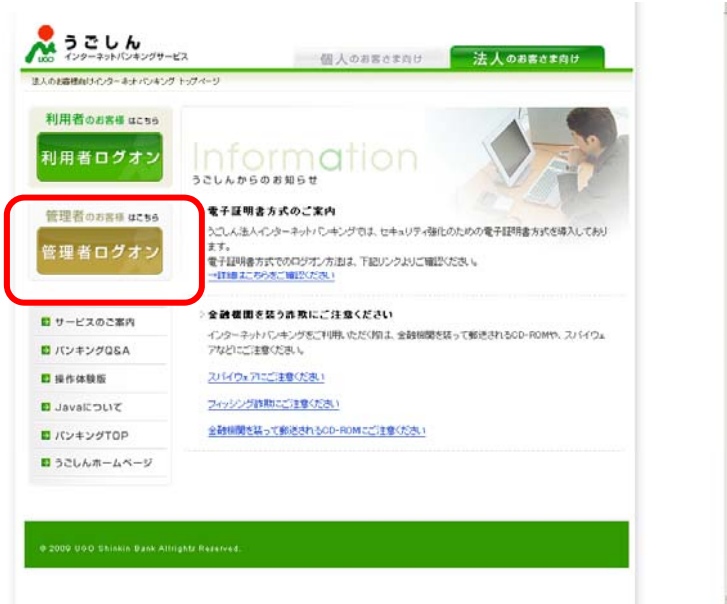 うごしん
インターネットバンキングサービス
UGO
個人のお客さま向け
法人のお客さま向け
法人のお客様向けインターネットバンキング トップページ
利用者のお客様 はこちら
利用者ログオン
Information
うごしんからのお知らせ
管理者のお客様 はこちら
管理者ログオン
電子証明書方式のご案内
うごしん法人インターネットバンキングでは、セキュリティ強化のための電子証明書方式を導入しており
ます。
電子証明書方式でのログオン方法は、下記リンクよりご確認ください。
→詳細はこちらをご確認ください
金融機関を装う詐欺にご注意ください
インターネットバンキングをご利用いただく際は、金融機関を装って郵送されるCD-ROMや、スパイウェ
アなどにご注意ください。
スパイウェアにご注意ください
フィッシング詐欺にご注意ください
金融機関を装って郵送されるCD-ROMにご注意ください
サービスのご案内
バンキングQ&A
操作体験版
Javaについて
バンキングTOP
うごしんホームページ
© 2009 UGO Shinkin Bank Allrights Reserved.